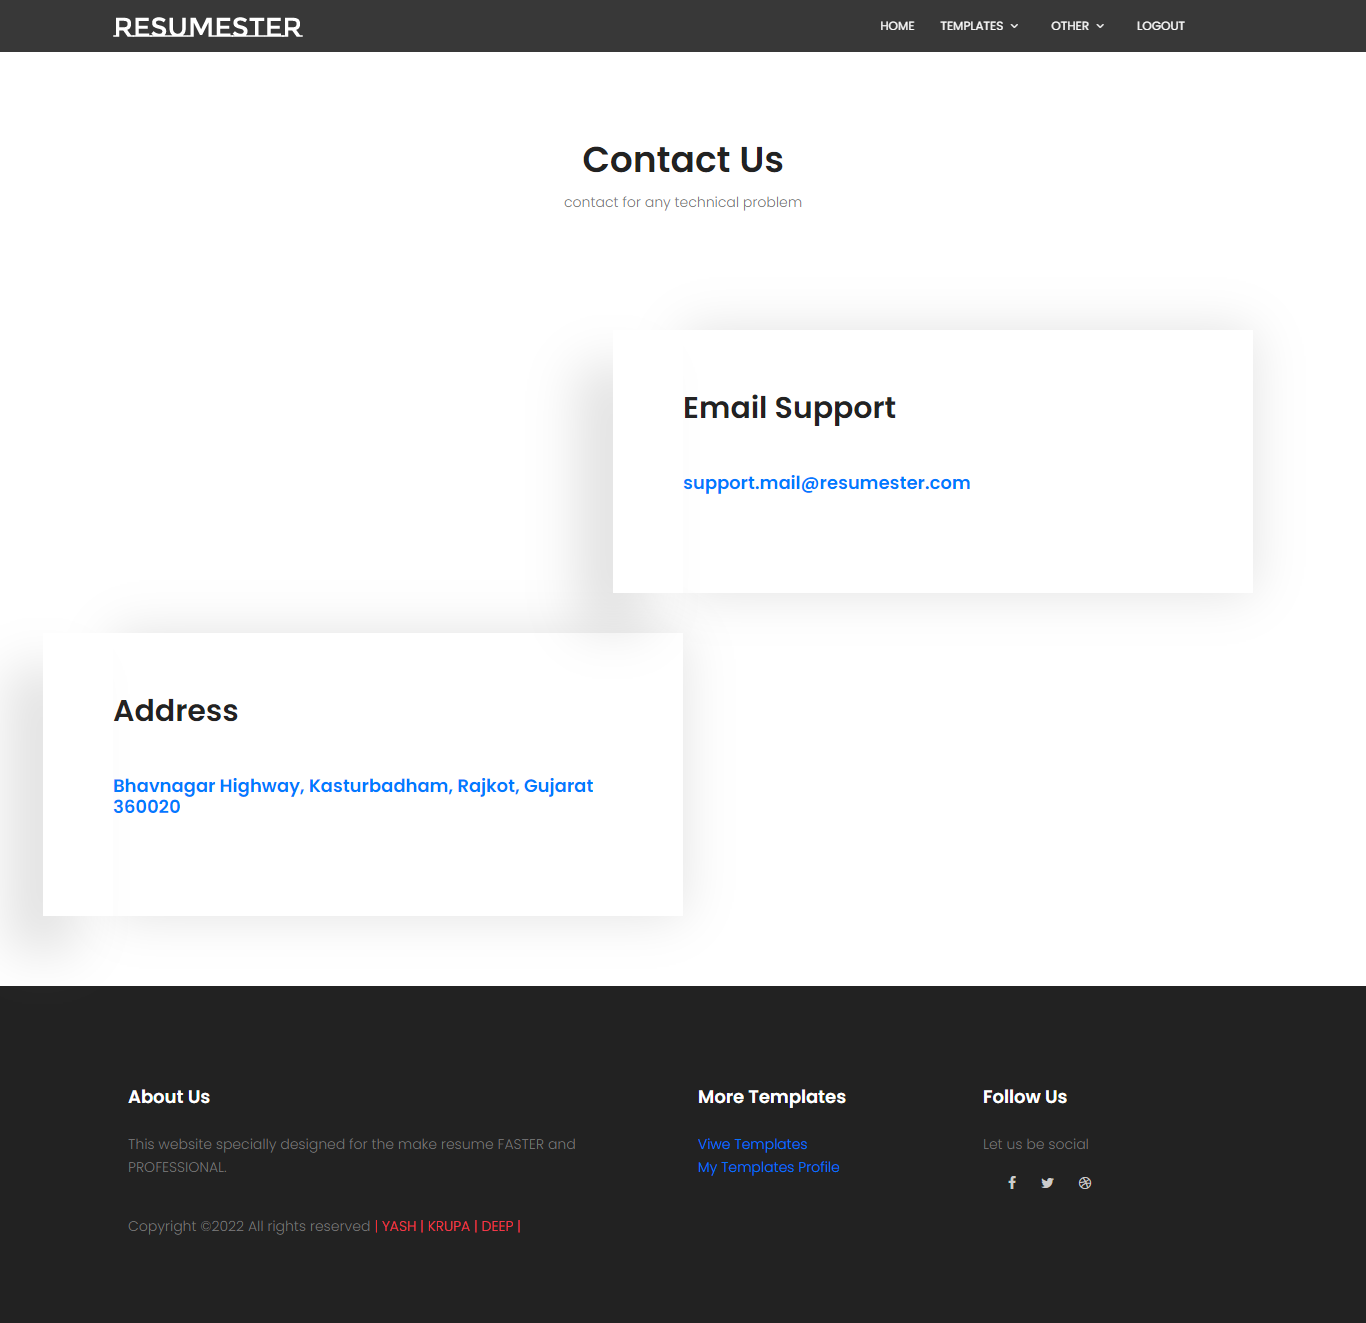 RESUMESTER
HOME TEMPLATES OTHER LOGOUT
Contact Us
contact for any technical problem
Email Support
support.mail@resumester.com
Address
Bhavnagar Highway, Kasturbadham, Rajkot, Gujarat
360020
About Us
This website specially designed for the make resume FASTER and
PROFESSIONAL.
Copyright ©2022 All rights reserved | YASH | KRUPA | DEEP |
More Templates
Viwe Templates
My Templates Profile
Follow Us
Let us be social